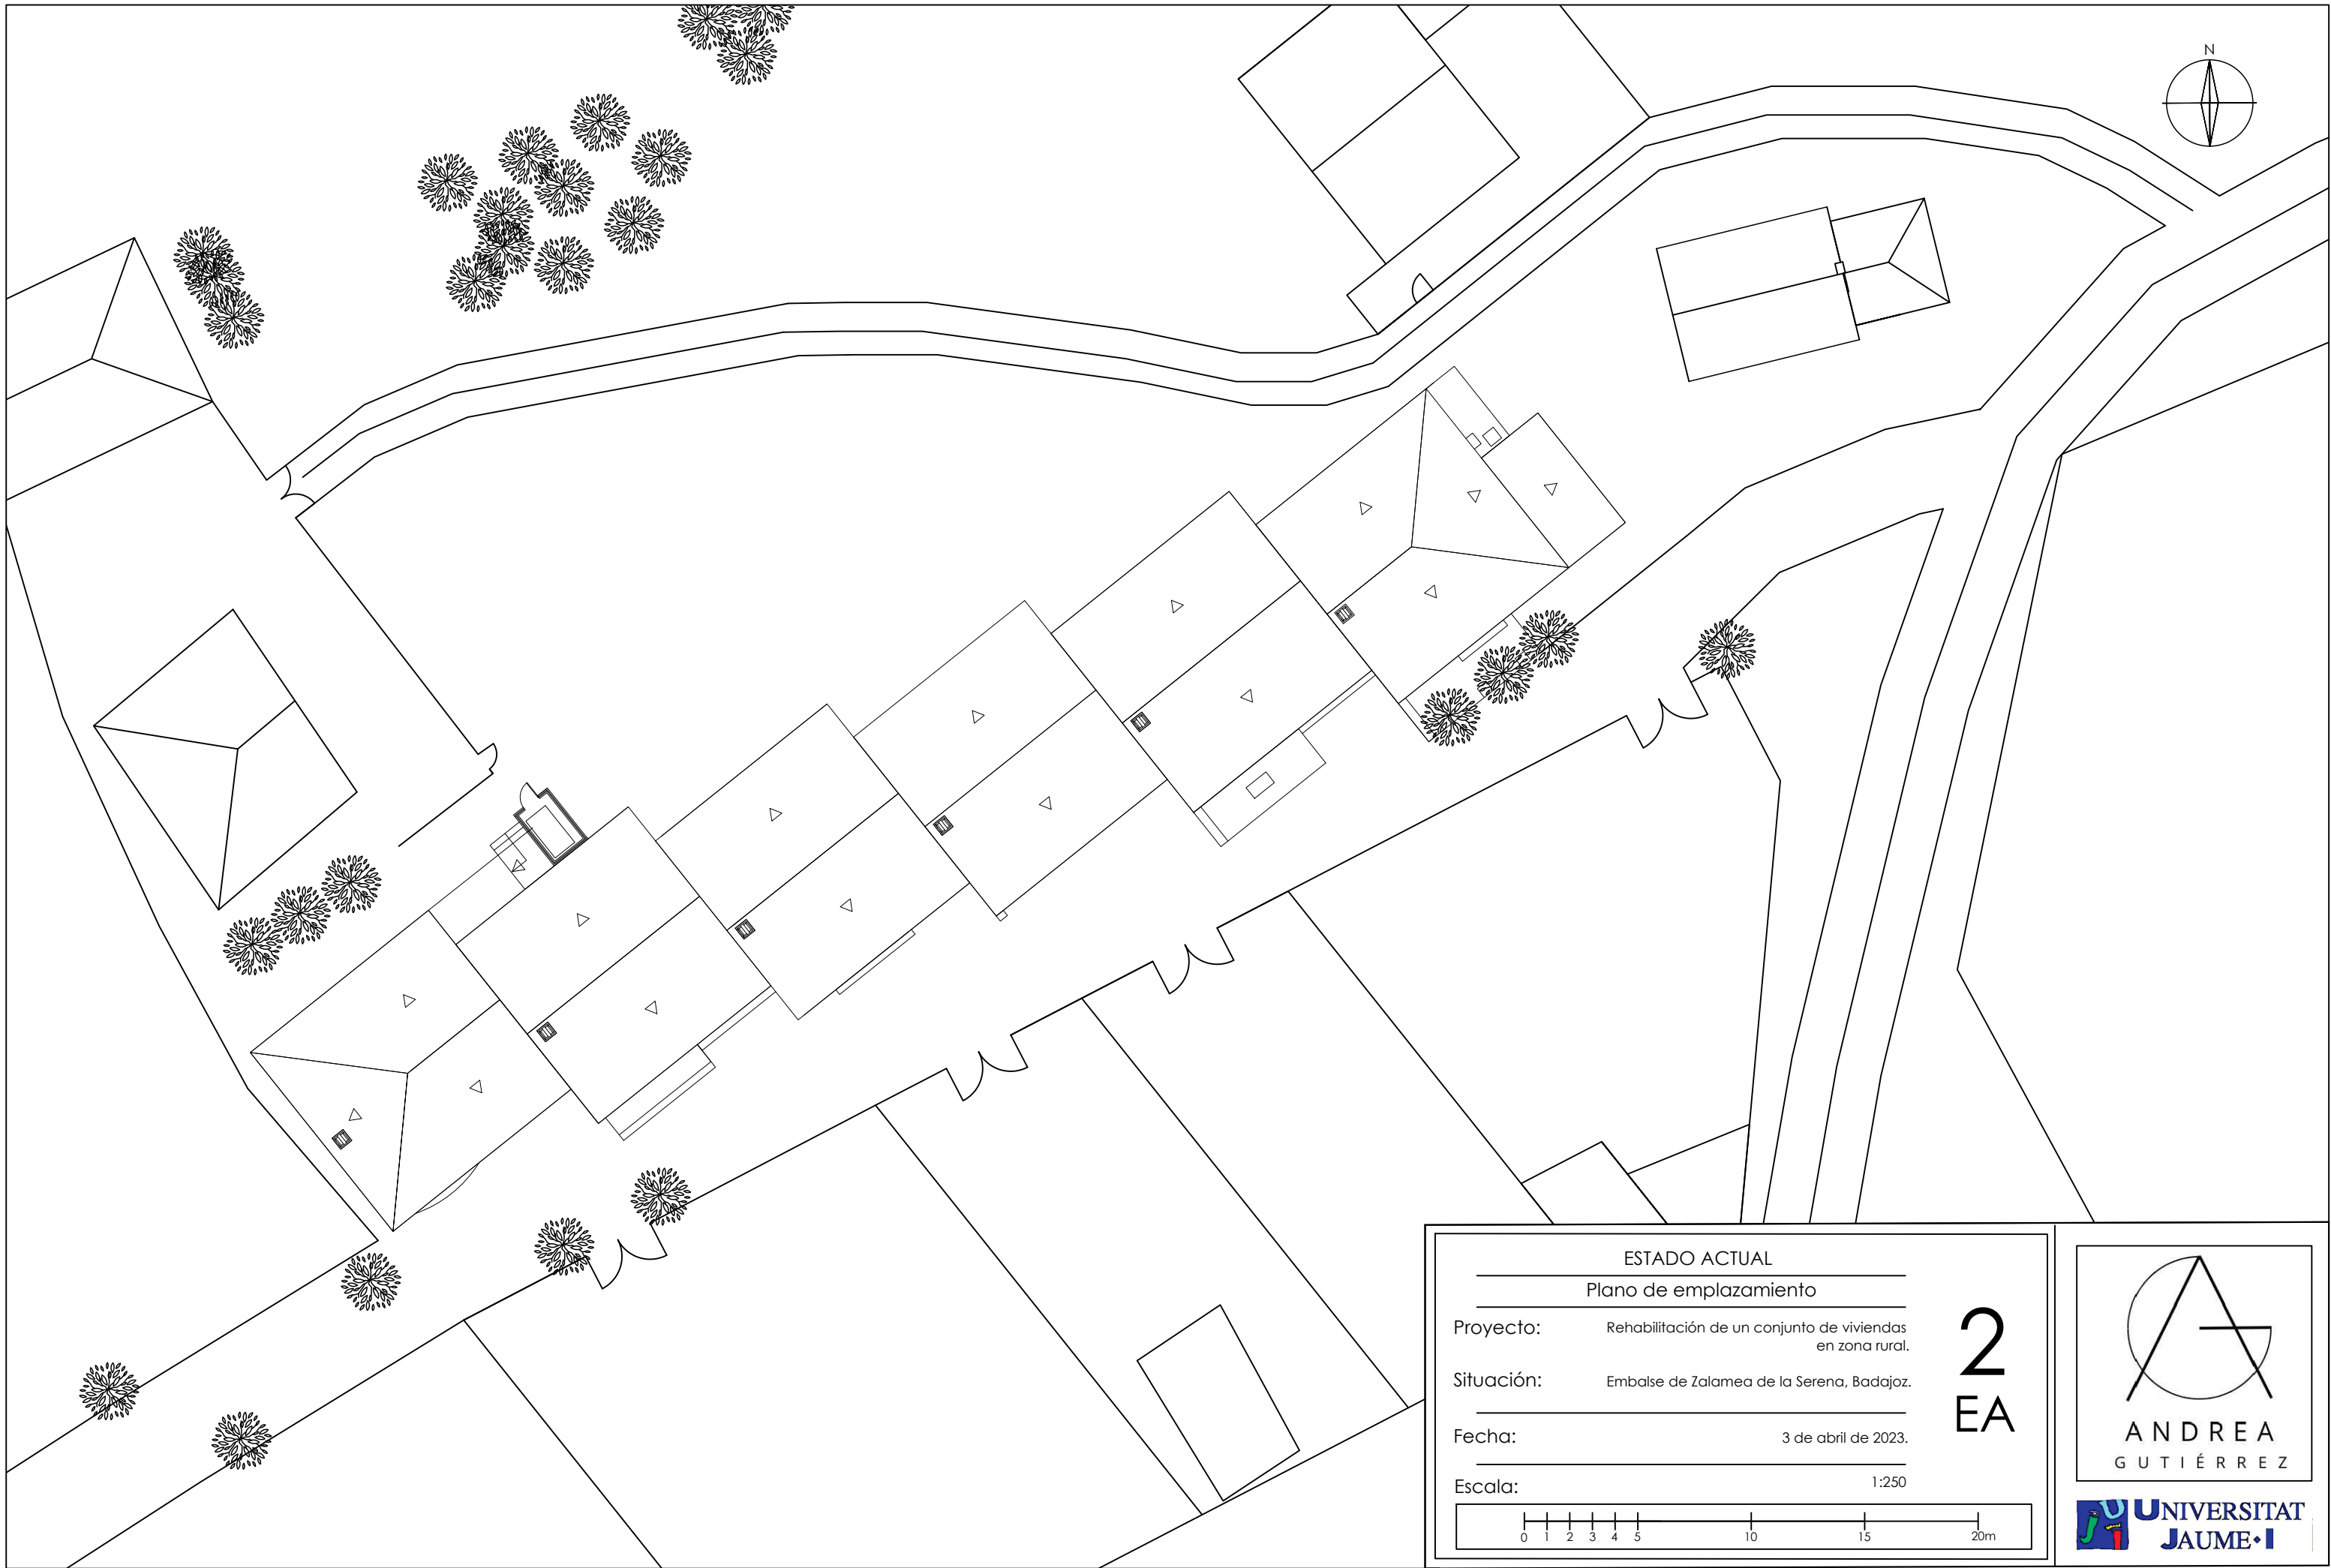 N
ESTADO ACTUAL
Plano de emplazamiento
Proyecto: Rehabilitación de un conjunto de viviendas
en zona rural.
Situación: Embalse de Zalamea de la Serena, Badajoz.
Fecha: 3 de abril de 2023.
Escala: 1:250
0 1 2 3 4 5 10 15 20m
2
EA
ANDREA
GUTIÉRREZ
UJI
UNIVERSITAT
JAUME·I